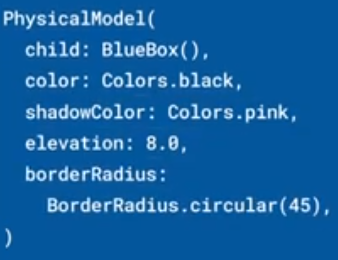 PhysicalModel(
child: BlueBox(),
color: Colors.black,
shadowColor: Colors.pink,
elevation: 8.0,
borderRadius:
BorderRadius.circular(45),
)